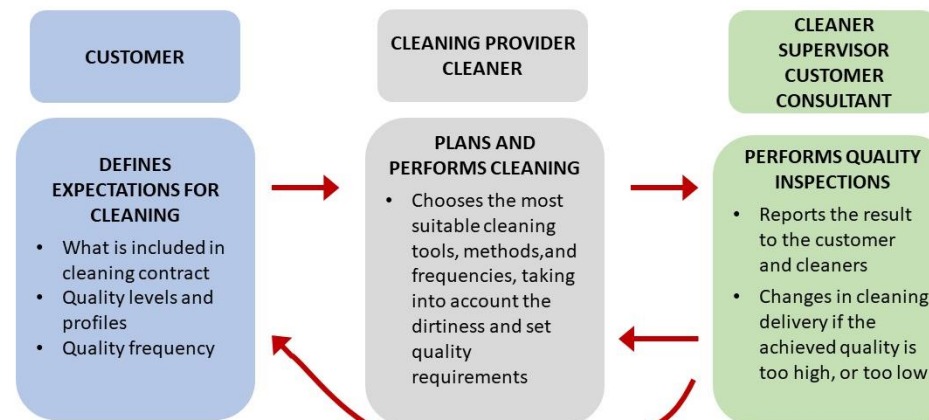 CUSTOMER
DEFINES
EXPECTATIONS FOR
CLEANING
• What is included in
cleaning contract
• Quality levels and
profiles
• Quality frequency
CLEANING PROVIDER
CLEANER
PLANS AND
PERFORMS CLEANING
• Chooses the most
suitable cleaning
tools, methods,and
frequencies, taking
into account the
dirtiness and set
quality
requirements
CLEANER
SUPERVISOR
CUSTOMER
CONSULTANT
PERFORMS QUALITY
INSPECTIONS
• Reports the result
to the customer
and cleaners
• Changes in cleaning
delivery if the
achieved quality is
too high, or too low